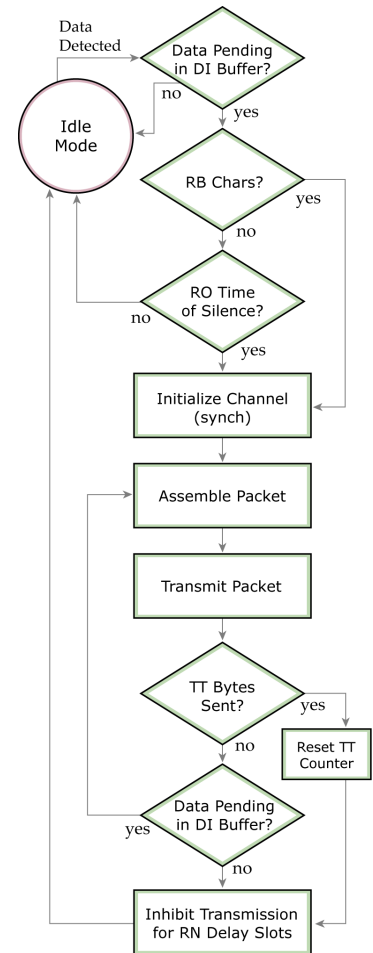 Data
Detected
Data Pending
in DI Buffer?
no
yes
Idle
Mode
RB Chars?
yes
no
RO Time
of Silence?
no
yes
Initialize Channel
(synch)
Assemble Packet
Transmit Packet
TT Bytes
Sent?
yes
no
Reset TT
Counter
Data Pending
in DI Buffer?
yes
no
Inhibit Transmission
for RN Delay Slots